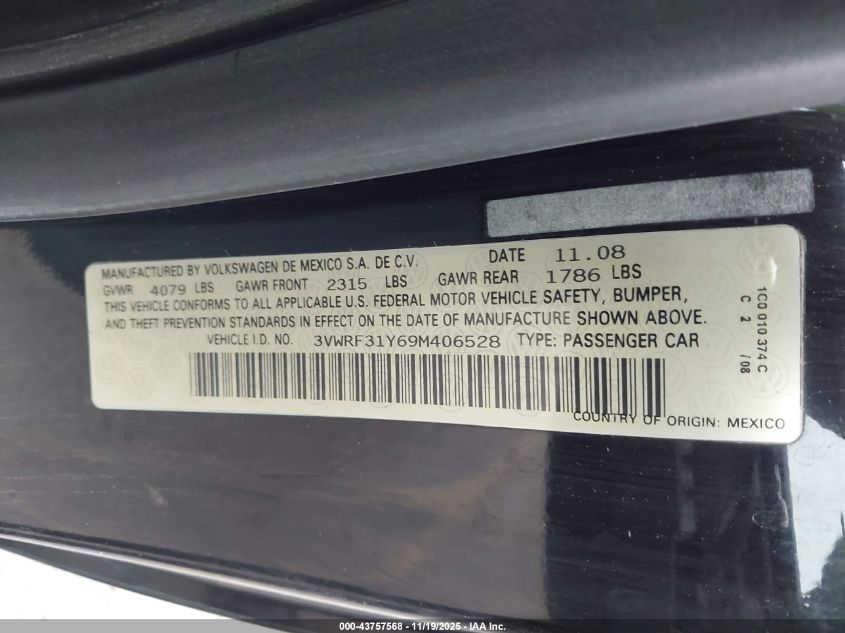 MANUFACTURED BY VOLKSWAGEN DE MEXICO S.A. DE C.V. DATE 11.08
GVWR 4079 LBS GAWR FRONT 2315 LBS GAWR REAR 1786 LBS
THIS VEHICLE CONFORMS TO ALL APPLICABLE U.S. FEDERAL MOTOR VEHICLE SAFETY, BUMPER,
AND THEFT PREVENTION STANDARDS IN EFFECT ON THE DATE OF MANUFACTURE SHOWN ABOVE.
VEHICLE I.D. NO. 3VWRF31Y69M406528 TYPE: PASSENGER CAR
COUNTRY OF ORIGIN: MEXICO
1C0 010 374 C
C 2 /08
000-43757568 - 11/19/2025 - IAA Inc.